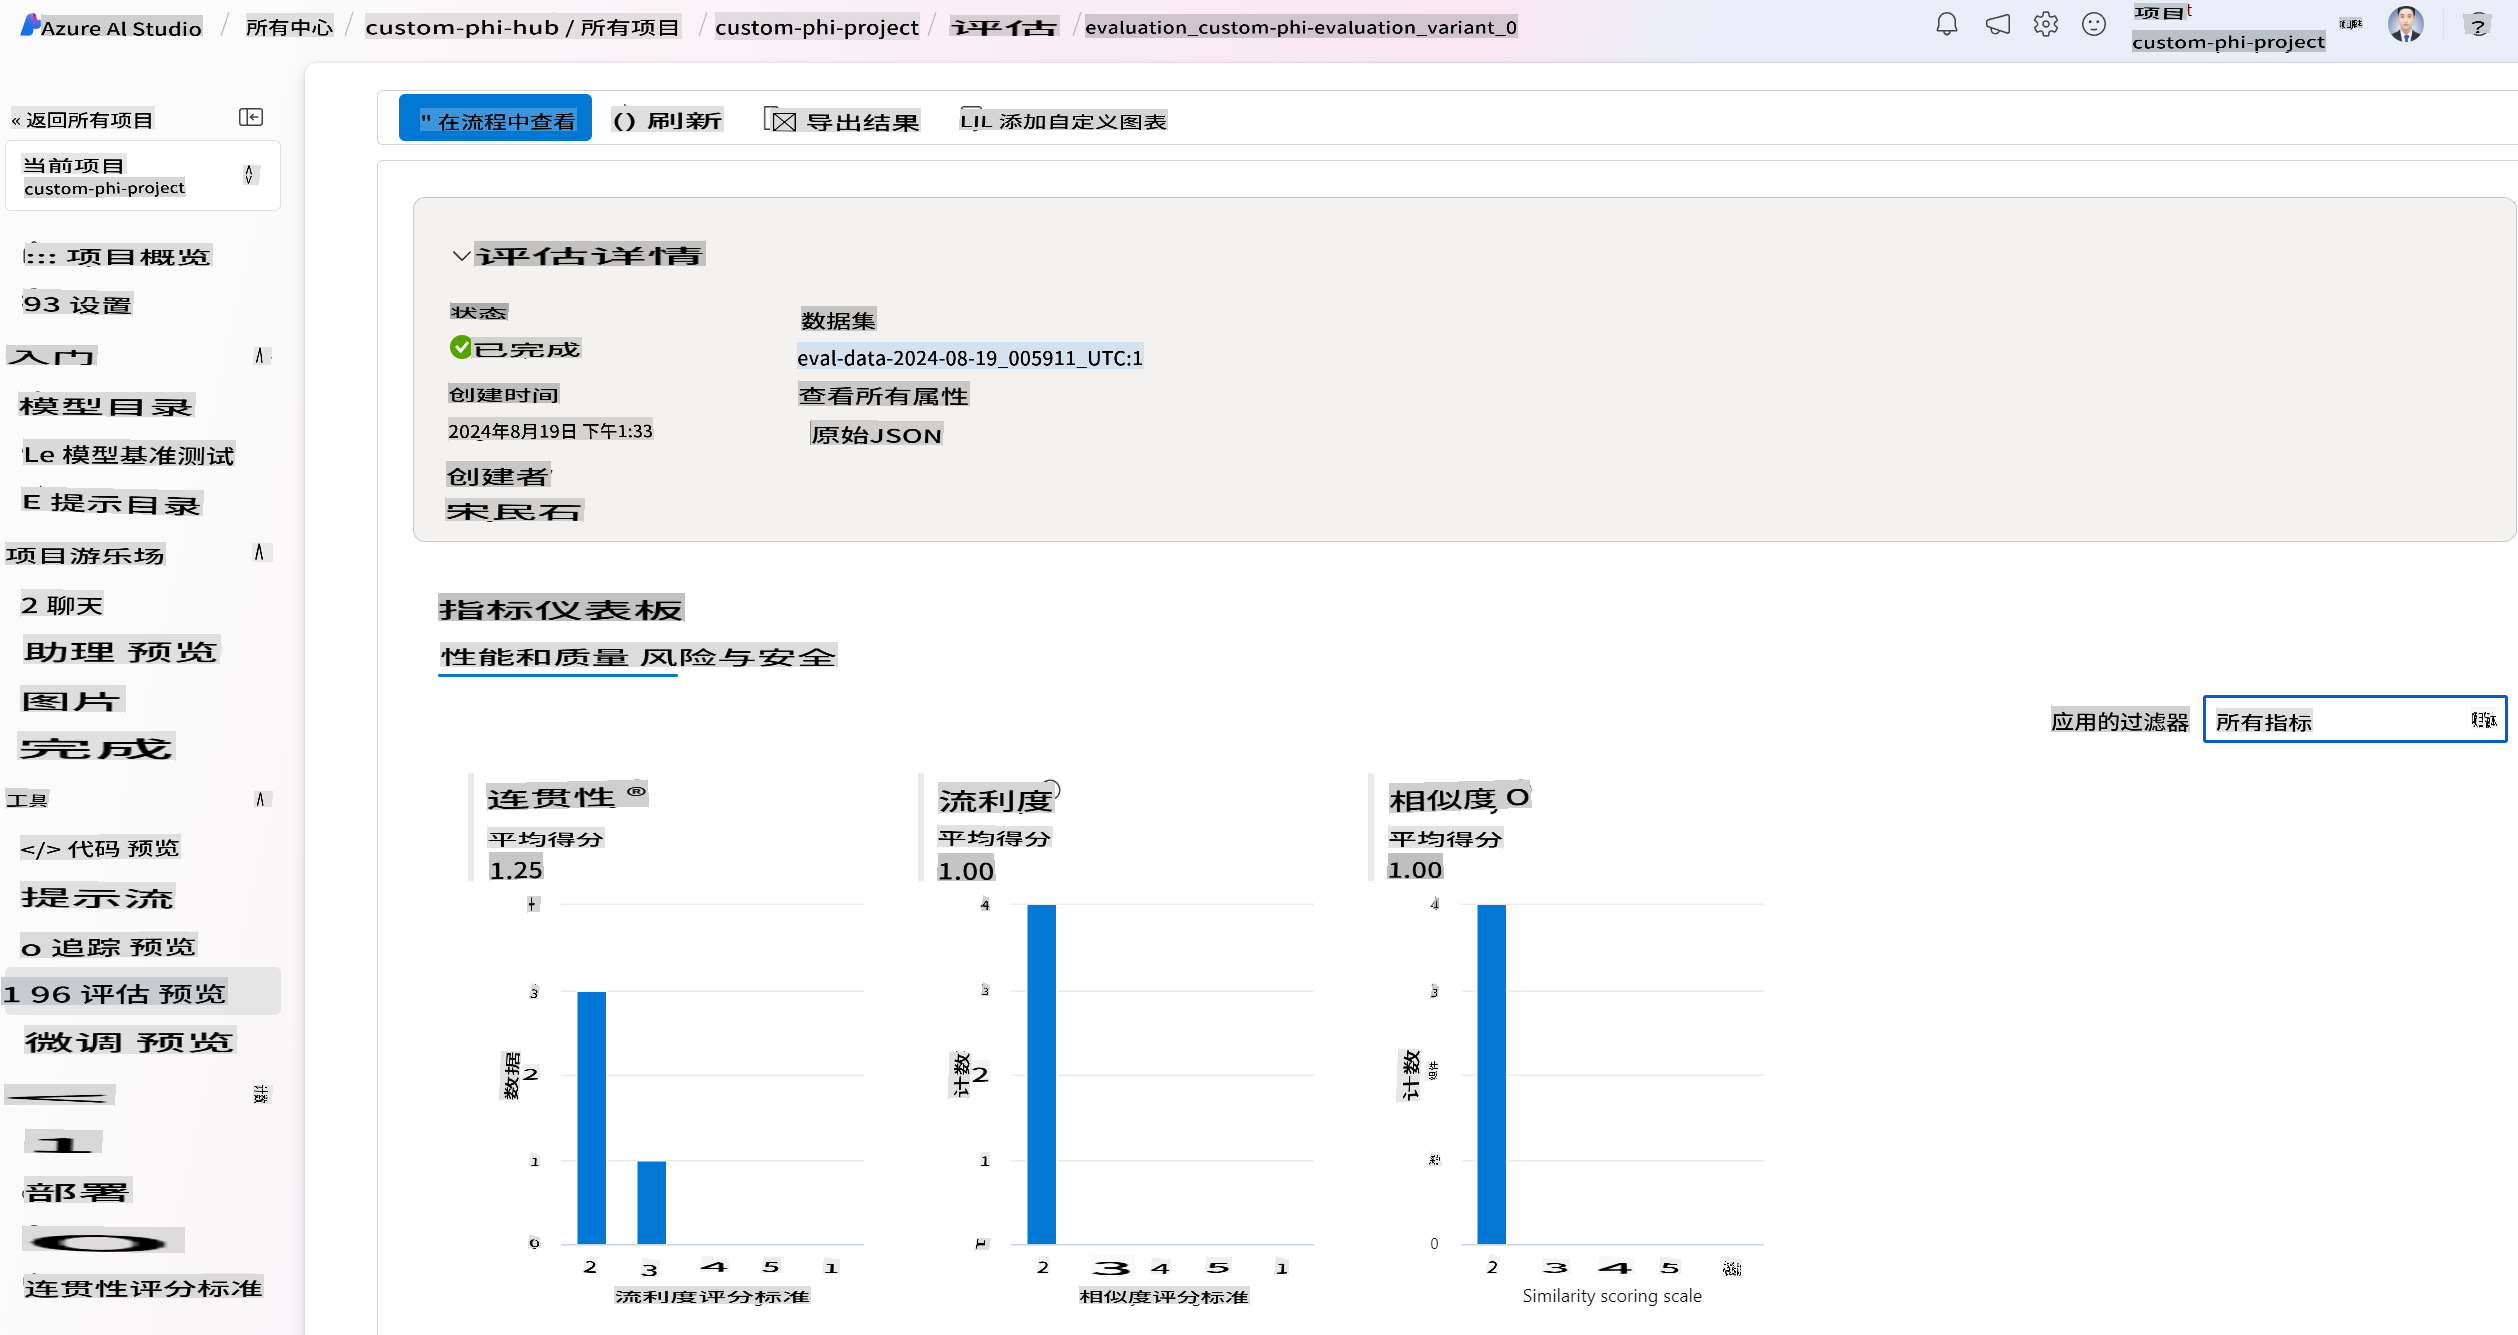 Azure AI Studio / 所有中心 / custom-phi-hub / 所有项目 / custom-phi-project / 评估 / evaluation_custom-phi-evaluation_variant_0
项目
custom-phi-project
?
« 返回所有项目
当前项目
custom-phi-project
项目概览
93 设置
入门
模型目录
Le 模型基准测试
E 提示目录
项目游乐场
2 聊天
助理 预览
图片
完成
工具
</> 代码 预览
提示流
o 追踪 预览
1 96 评估 预览
微调 预览
1
部署
O
连贯性评分标准
" 在流程中查看
() 刷新
导出结果
LIL 添加自定义图表
评估详情
状态
已完成
创建时间
2024年8月19日 下午1:33
创建者
宋民石
数据集
eval-data-2024-08-19_005911_UTC:1
查看所有属性
原始JSON
指标仪表板
性能和质量 风险与安全
应用的过滤器
所有指标
连贯性 ®
平均得分
1.25
3
数据
2
1
0
2 3 4 5 1
流利度评分标准
流利度
平均得分
1.00
4
3
计数
2
1
2 3 4 5 1
相似度评分标准
相似度 O
平均得分
1.00
4
3
计数
0
2 3 4 5
Similarity scoring scale